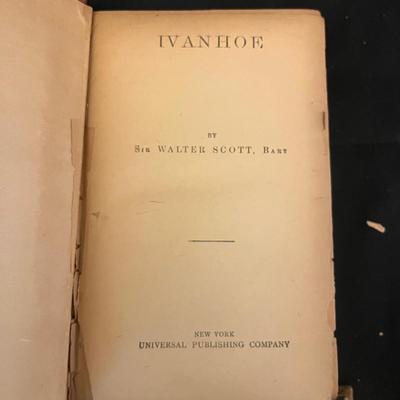 IVANHOE
BY
SIR WALTER SCOTT, BART
NEW YORK
UNIVERSAL PUBLISHING COMPANY